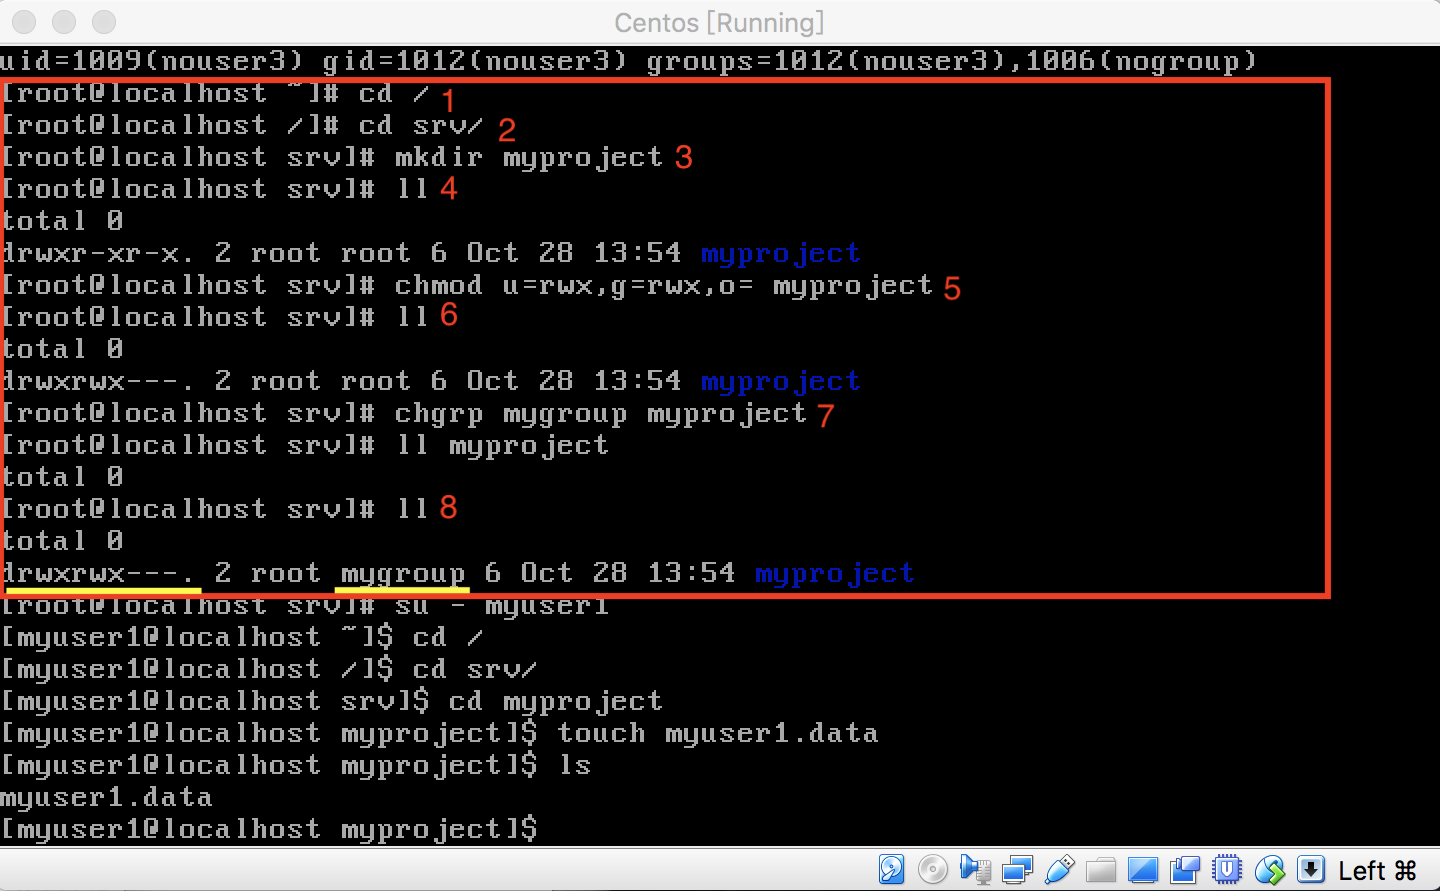 Centos [Running]
uid=1009(nouser3) gid=1012(nouser3) groups=1012(nouser3),1006(nogroup)
[root@localhost ~]# cd / 1
[root@localhost /]# cd srv/ 2
[root@localhost srv]# mkdir myproject 3
[root@localhost srv]# ll 4
total 0
drwxr-xr-x. 2 root root 6 Oct 28 13:54 myproject
[root@localhost srv]# chmod u=rwx,g=rwx,o= myproject 5
[root@localhost srv]# ll 6
total 0
drwxrwx---. 2 root root 6 Oct 28 13:54 myproject
[root@localhost srv]# chgrp mygroup myproject 7
[root@localhost srv]# ll myproject
total 0
[root@localhost srv]# ll 8
total 0
drwxrwx---. 2 root mygroup 6 Oct 28 13:54 myproject
[root@localhost srv]# su - myuser1
[myuser1@localhost ~]$ cd /
[myuser1@localhost /]$ cd srv/
[myuser1@localhost srv]$ cd myproject
[myuser1@localhost myproject]$ touch myuser1.data
[myuser1@localhost myproject]$ ls
myuser1.data
[myuser1@localhost myproject]$
Left ⌘